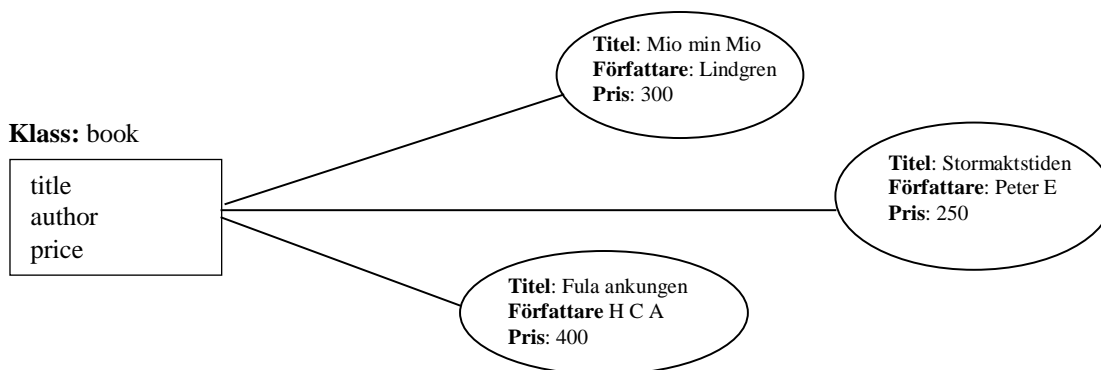 Titel: Mio min Mio
Författare: Lindgren
Pris: 300
Klass: book
title
author
price
Titel: Stormaktstiden
Författare: Peter E
Pris: 250
Titel: Fula ankungen
Författare H C A
Pris: 400